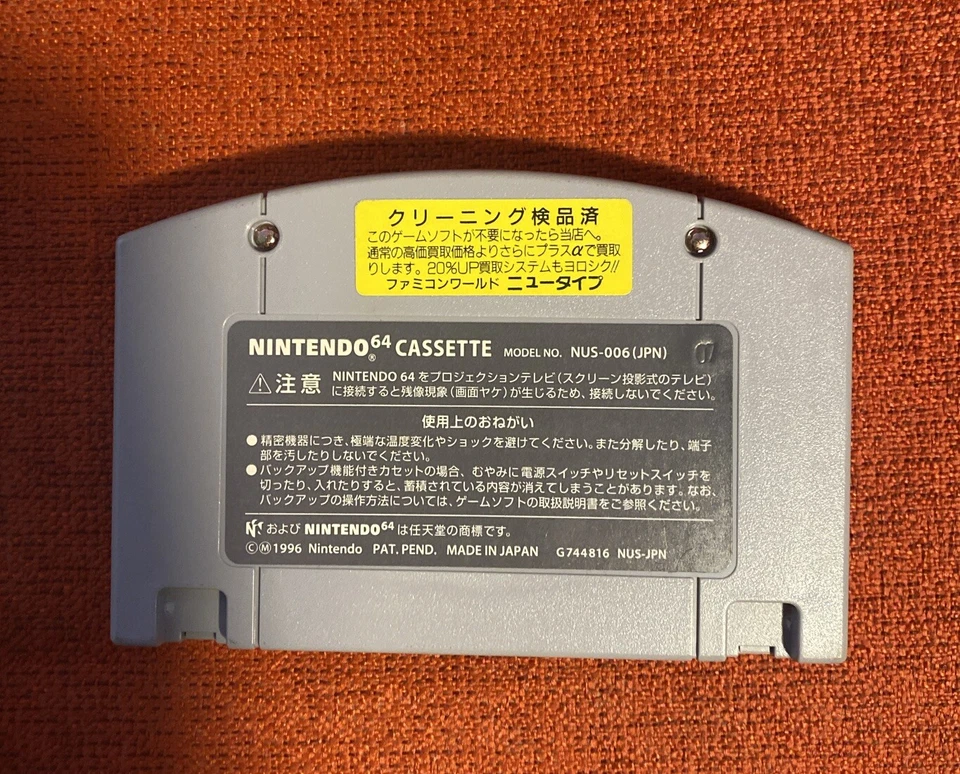 クリーニング検品済
このゲームソフトが不要になったら当店へ。
通常の高価買取価格よりさらにプラスαで買取
りします。20%UP買取システムもヨロシク!!
ファミコンワールド ニュータイプ
NINTENDO64® CASSETTE MODEL NO. NUS-006(JPN)
⚠注意 NINTENDO 64をプロジェクションテレビ(スクリーン投影式のテレビ)
に接続すると残像現象(画面ヤケ)が生じるため、接続しないでください。
使用上のおねがい
●精密機器につき、極端な温度変化やショックを避けてください。また分解したり、端子
部を汚したりしないでください。
●バックアップ機能付きカセットの場合、むやみに電源スイッチやリセットスイッチを
切ったり、入れたりすると、蓄積されている内容が消えてしまうことがあります。なお、
バックアップの操作方法については、ゲームソフトの取扱説明書をご参照ください。
および NINTENDO64 は任天堂の商標です。
ⒸⓂ1996 Nintendo PAT. PEND. MADE IN JAPAN G744816 NUS-JPN